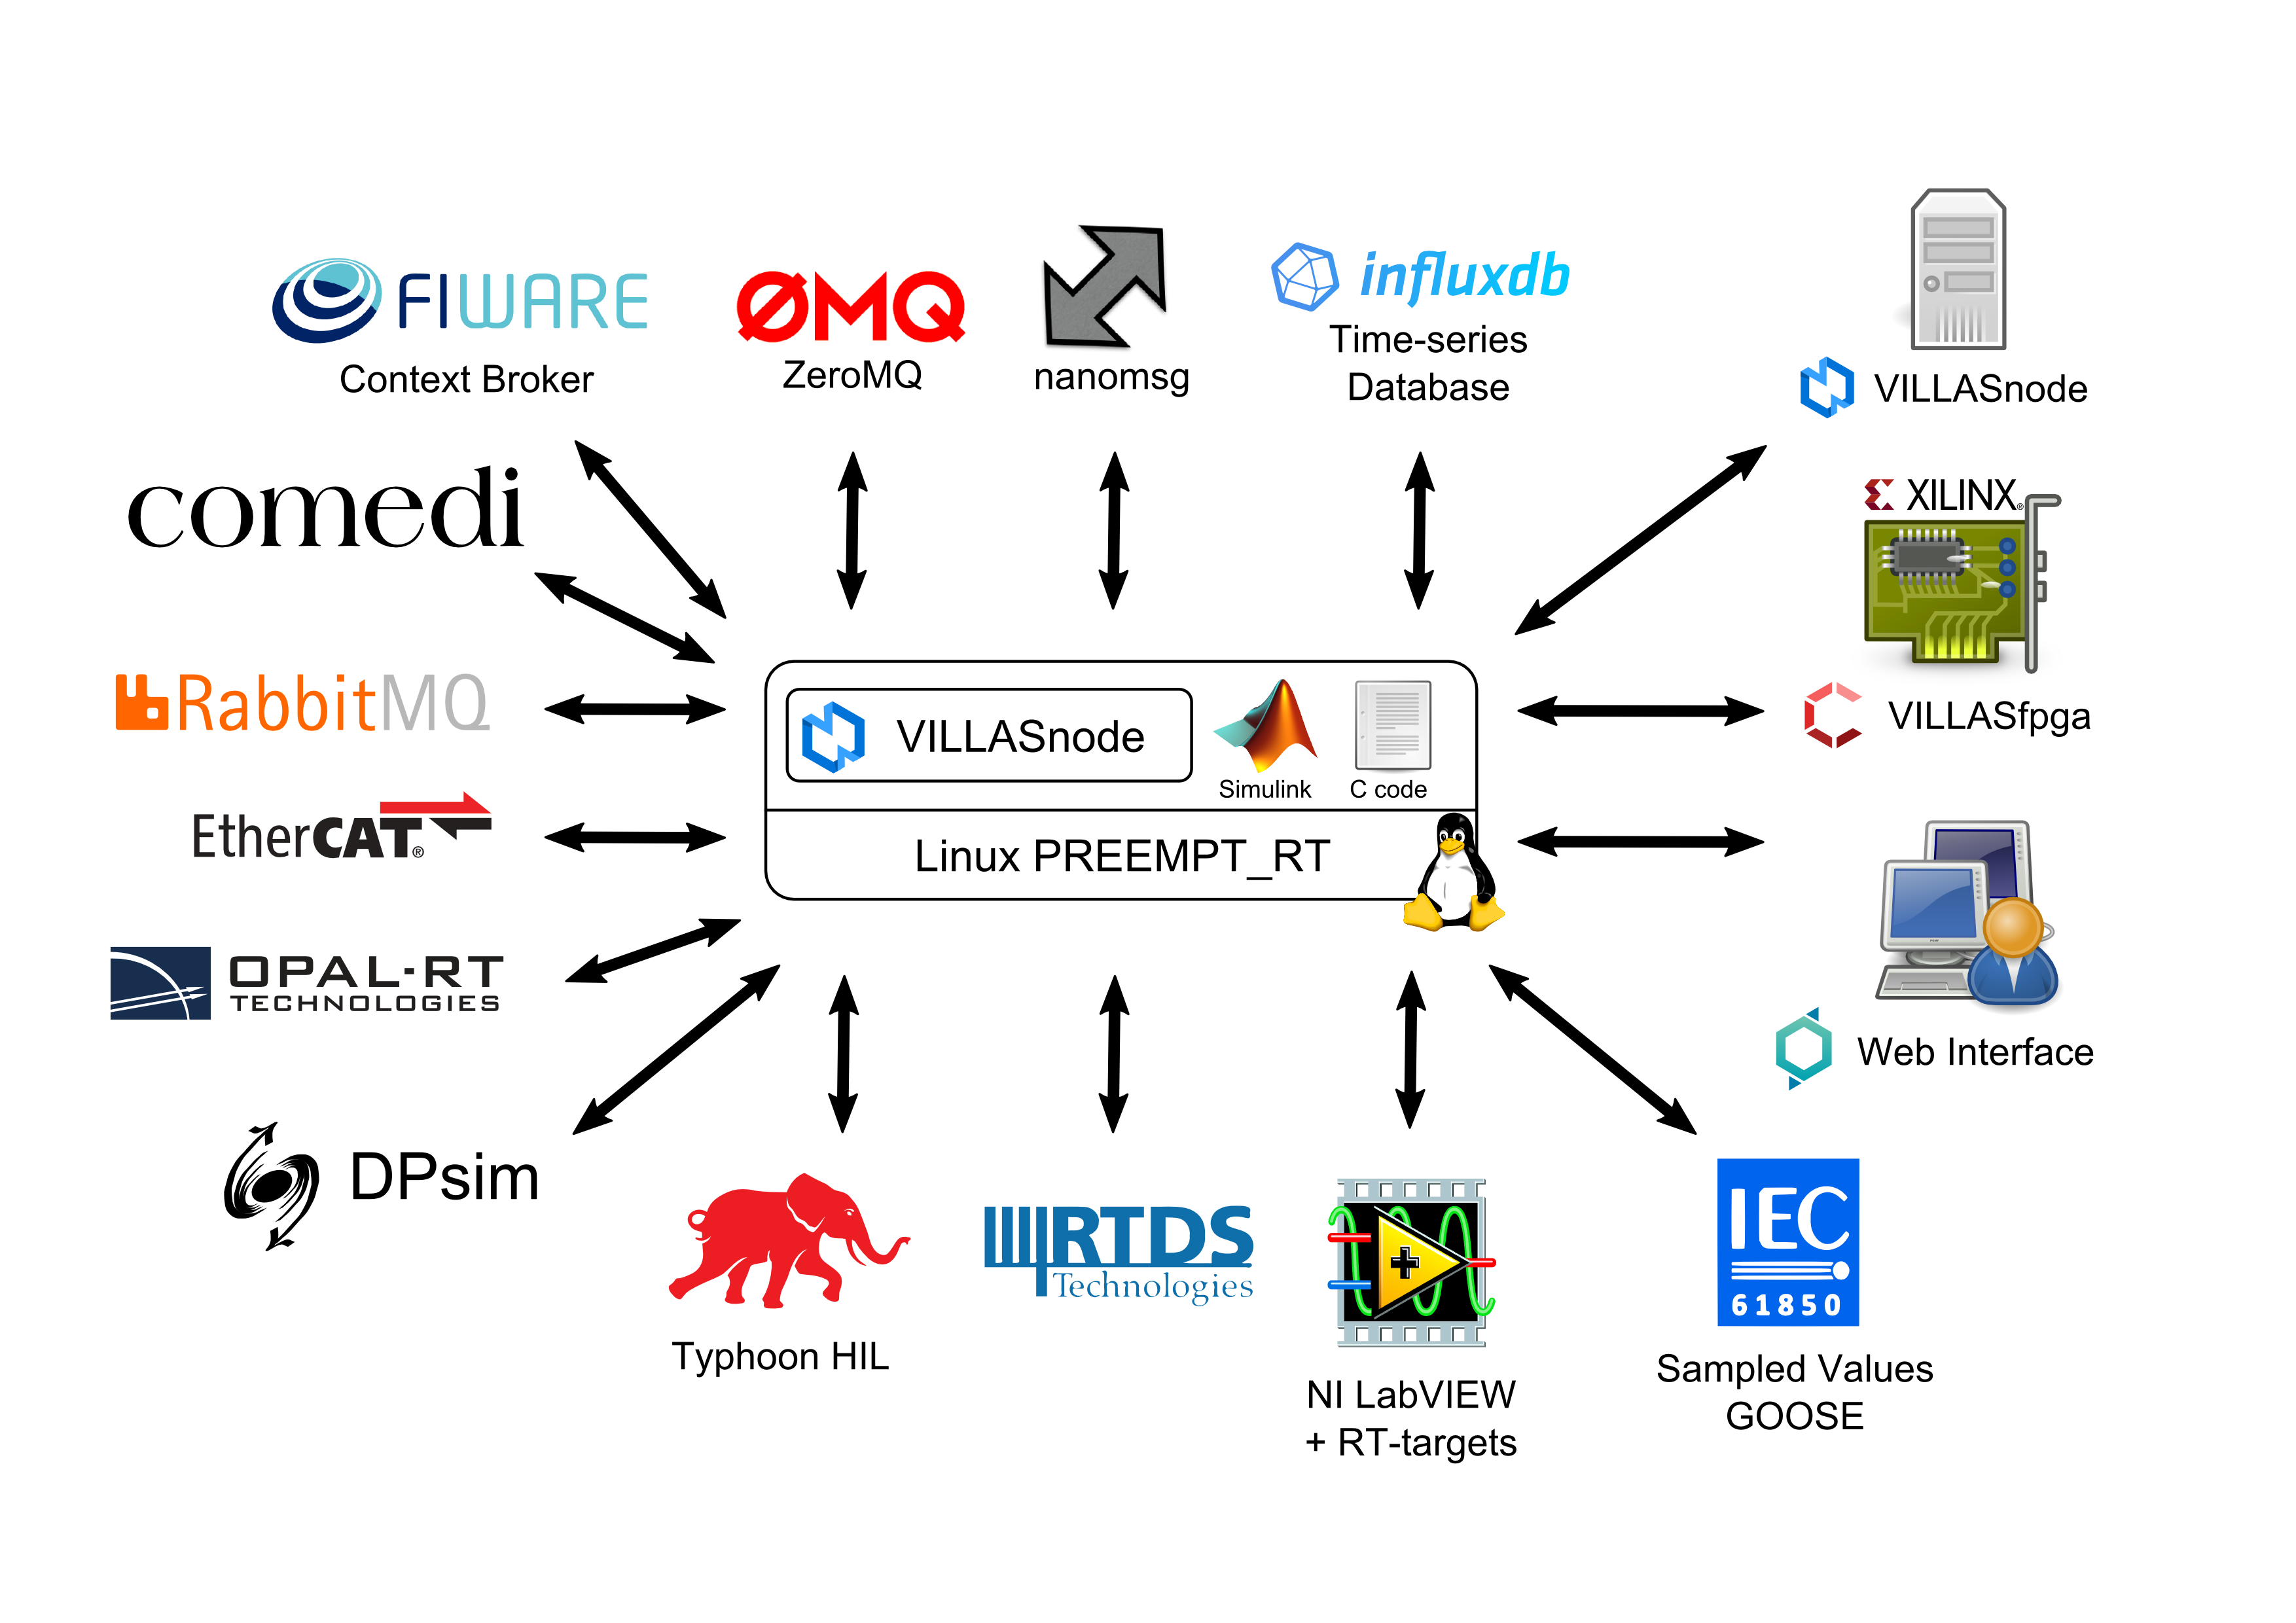 FIWARE
Context Broker
ØMQ
ZeroMQ
nanomsg
influxdb
Time-series
Database
VILLASnode
comedi
XILINX®
VILLASfpga
RabbitMQ
VILLASnode
Simulink
C code
EtherCAT®
Linux PREEMPT_RT
OPAL-RT
TECHNOLOGIES
Web Interface
DPsim
Typhoon HIL
RTDS
Technologies
NI LabVIEW
+ RT-targets
IEC
61850
Sampled Values
GOOSE